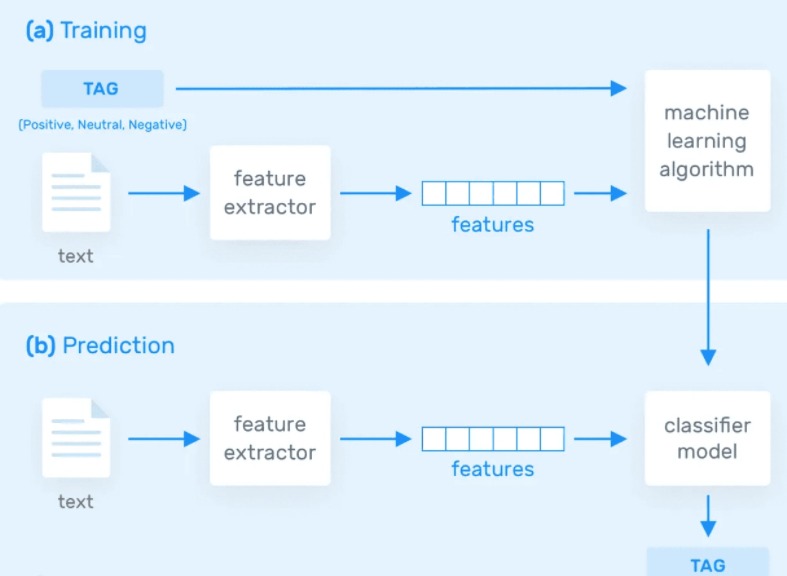 (a) Training
TAG
(Positive, Neutral, Negative)
machine
learning
algorithm
feature
extractor
features
text
(b) Prediction
feature
extractor
features
classifier
model
text
TAG